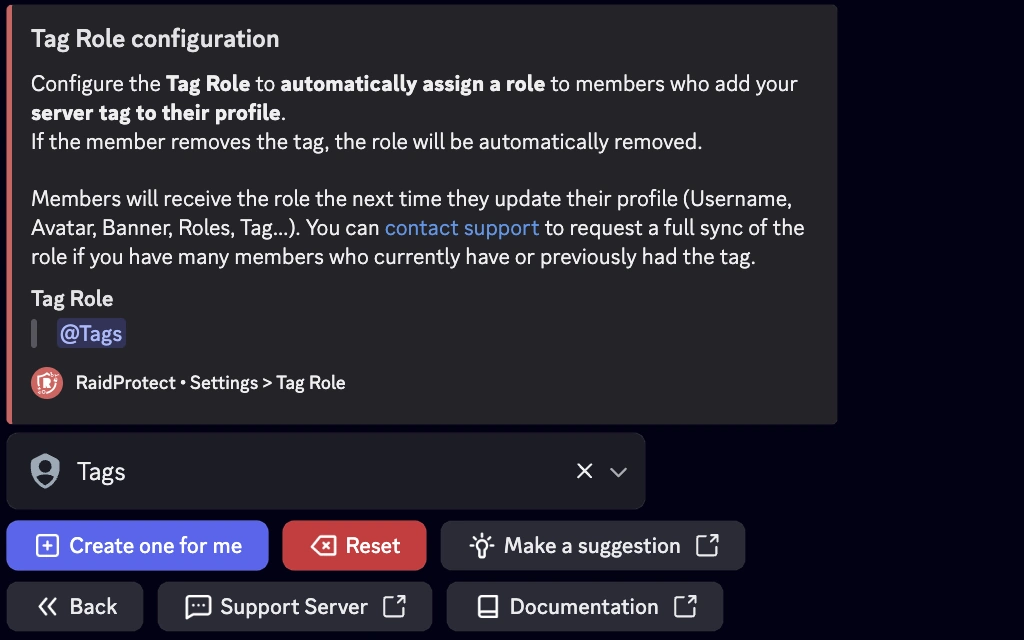 Tag Role configuration
Configure the Tag Role to automatically assign a role to members who add your
server tag to their profile.
If the member removes the tag, the role will be automatically removed.
Members will receive the role the next time they update their profile (Username,
Avatar, Banner, Roles, Tag...). You can contact support to request a full sync of the
role if you have many members who currently have or previously had the tag.
Tag Role
@Tags
RaidProtect • Settings > Tag Role
Tags
Create one for me
Reset
Make a suggestion
Back
Support Server
Documentation